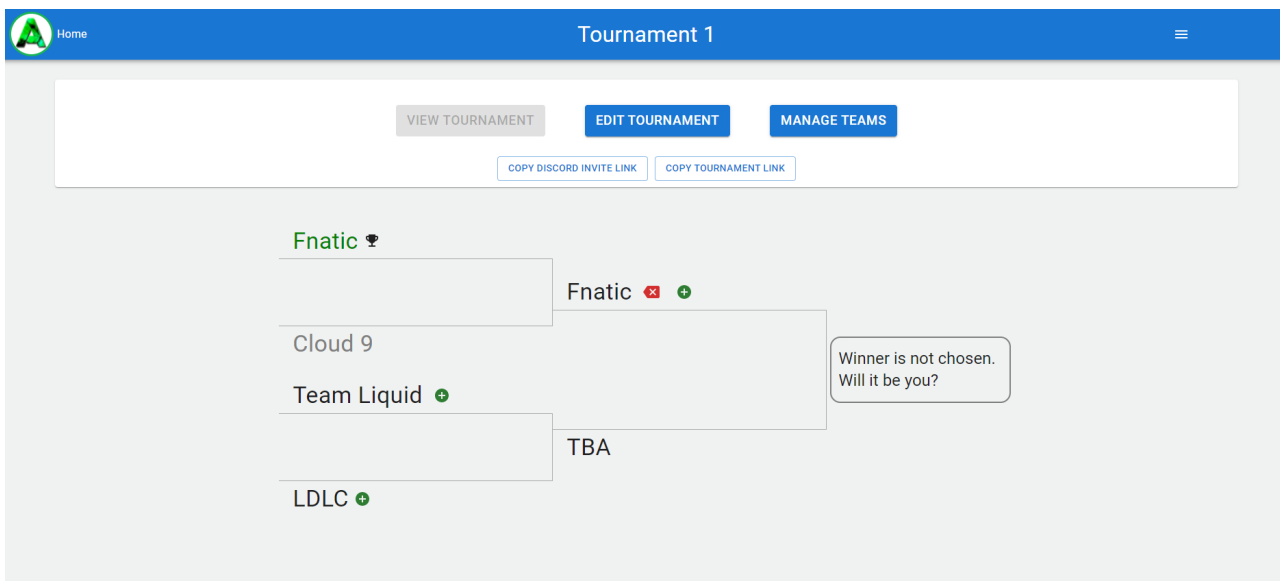 Home
Tournament 1
VIEW TOURNAMENT
EDIT TOURNAMENT
MANAGE TEAMS
COPY DISCORD INVITE LINK
COPY TOURNAMENT LINK
Fnatic
Fnatic
Cloud 9
Winner is not chosen.
Will it be you?
Team Liquid
TBA
LDLC